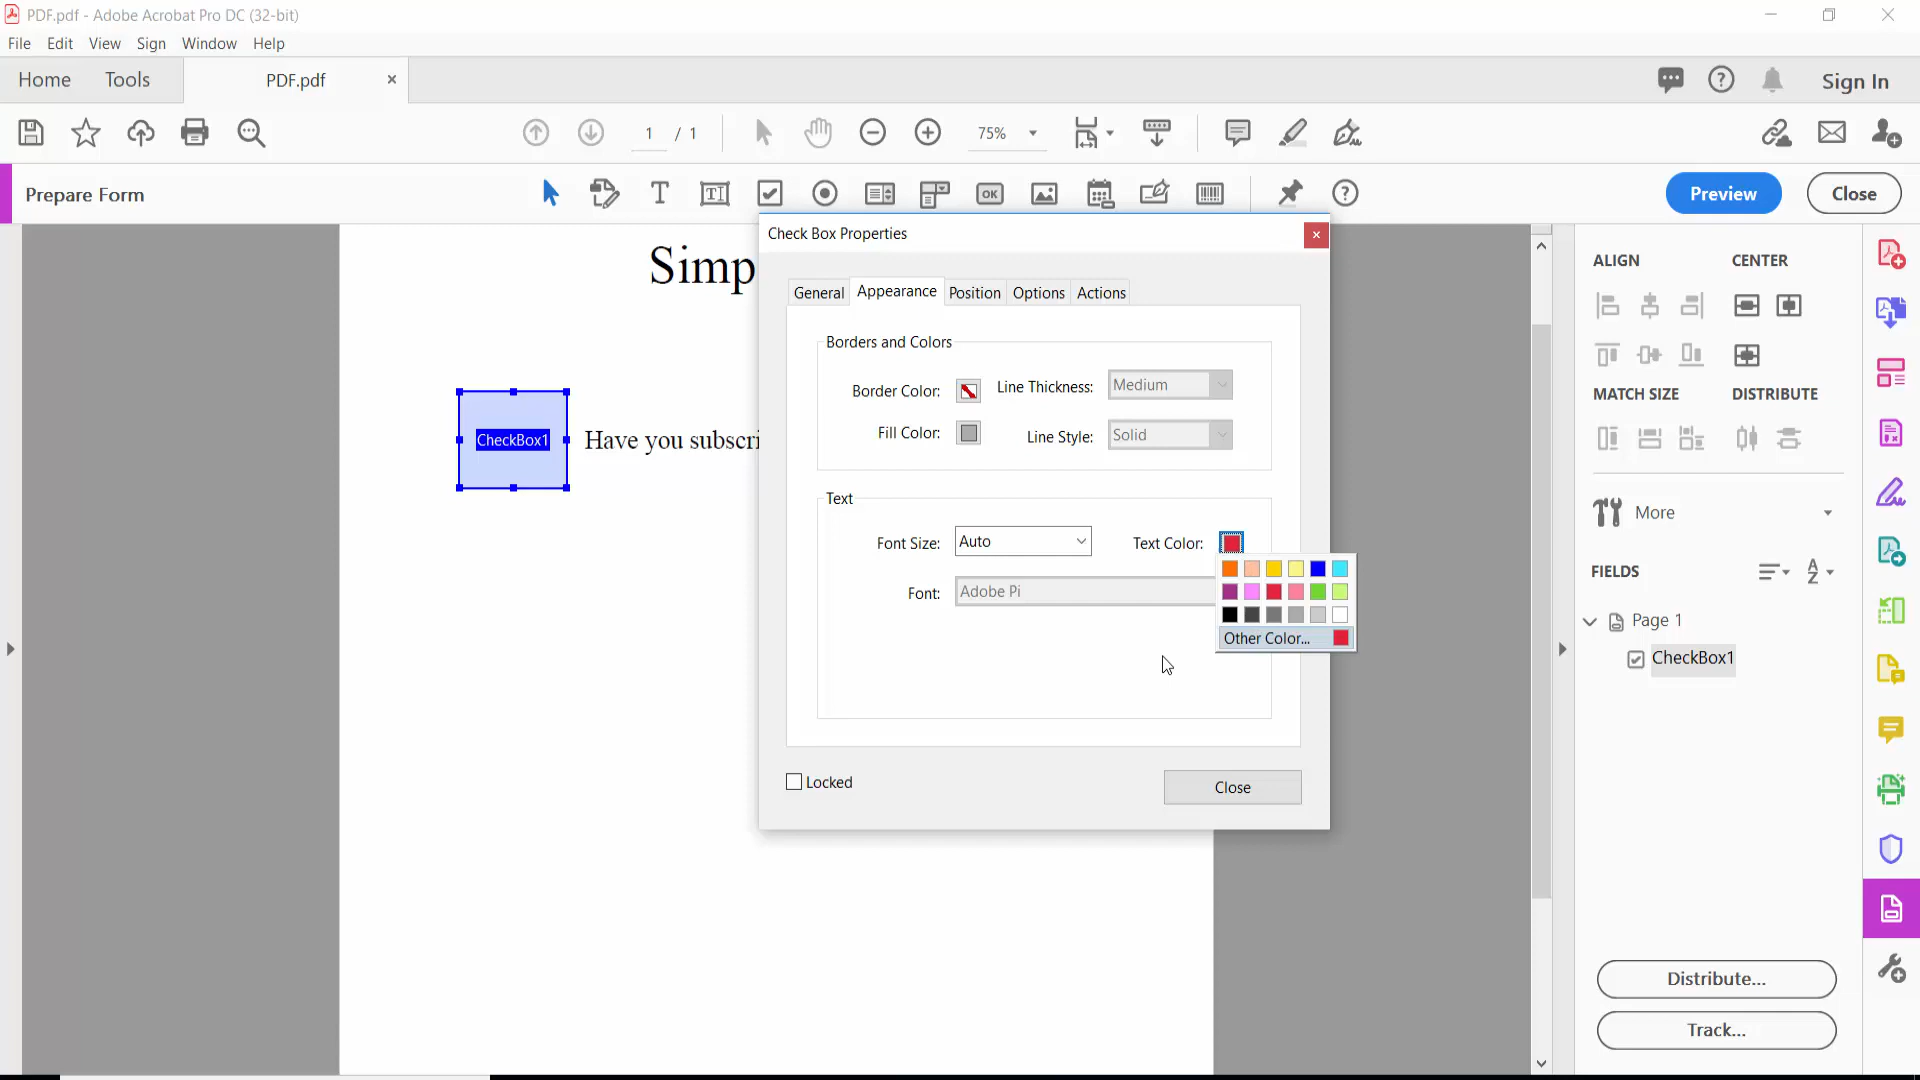 PDF.pdf - Adobe Acrobat Pro DC (32-bit)
File Edit View Sign Window Help
Home Tools PDF.pdf × Sign In
1 / 1 75%
Prepare Form OK Preview Close
Simp
CheckBox1 Have you subscri
Check Box Properties
General Appearance Position Options Actions
Borders and Colors
Border Color: Line Thickness: Medium
Fill Color: Line Style: Solid
Text
Font Size: Auto Text Color:
Font: Adobe Pi
Other Color...
Locked Close
ALIGN CENTER
MATCH SIZE DISTRIBUTE
More
FIELDS
Page 1
CheckBox1
Distribute...
Track...